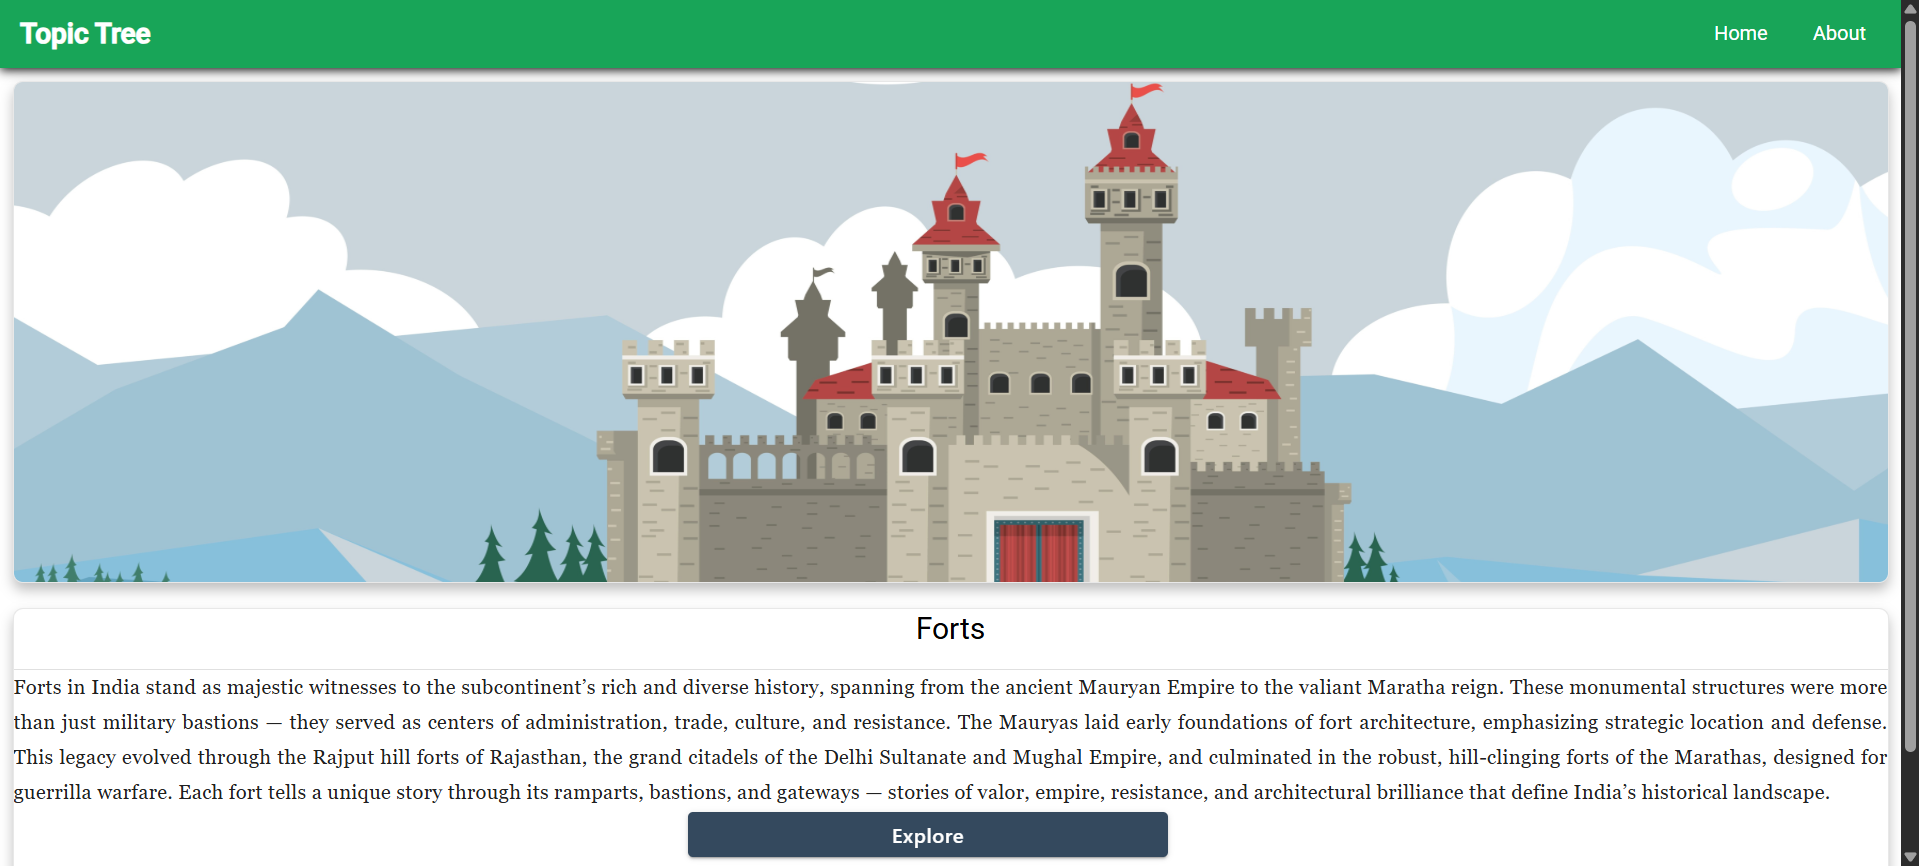 Topic Tree
Home
About
Forts
Forts in India stand as majestic witnesses to the subcontinent’s rich and diverse history, spanning from the ancient Mauryan Empire to the valiant Maratha reign. These monumental structures were more
than just military bastions — they served as centers of administration, trade, culture, and resistance. The Mauryas laid early foundations of fort architecture, emphasizing strategic location and defense.
This legacy evolved through the Rajput hill forts of Rajasthan, the grand citadels of the Delhi Sultanate and Mughal Empire, and culminated in the robust, hill-clinging forts of the Marathas, designed for
guerrilla warfare. Each fort tells a unique story through its ramparts, bastions, and gateways — stories of valor, empire, resistance, and architectural brilliance that define India’s historical landscape.
Explore